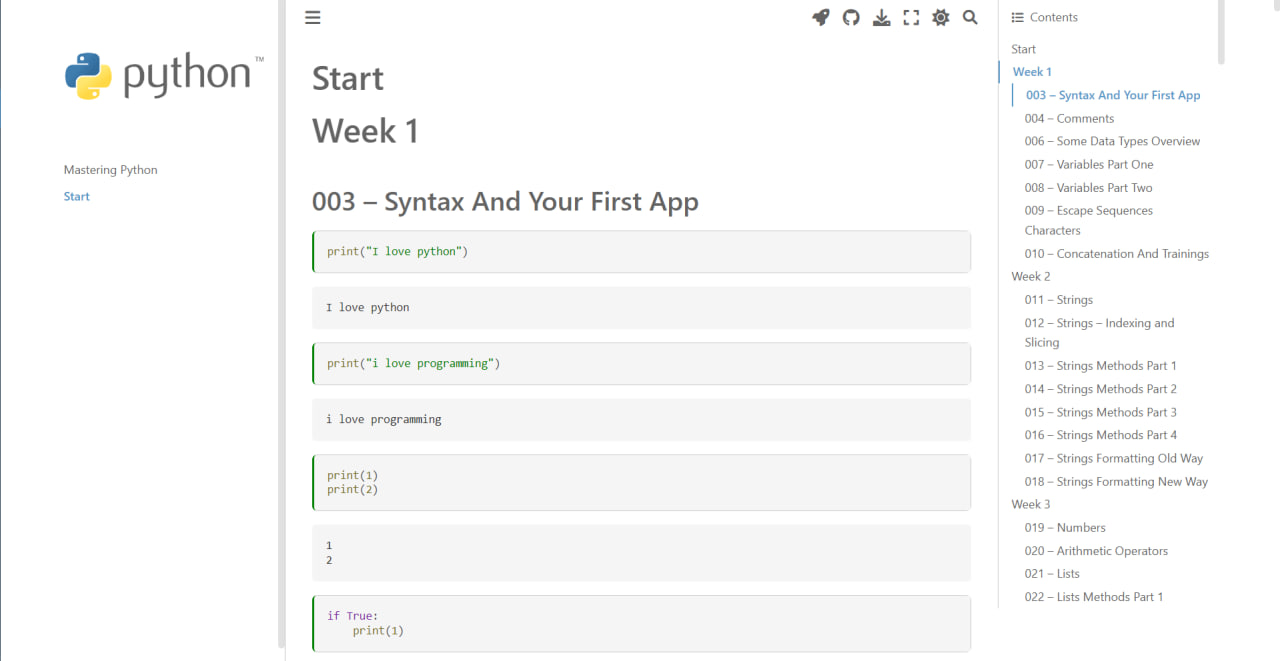 python™
Mastering Python
Start
Start
Week 1
003 – Syntax And Your First App
print("I love python")
I love python
print("i love programming")
i love programming
print(1)
print(2)
1
2
if True:
    print(1)
Contents
Start
Week 1
003 – Syntax And Your First App
004 – Comments
006 – Some Data Types Overview
007 – Variables Part One
008 – Variables Part Two
009 – Escape Sequences
Characters
010 – Concatenation And Trainings
Week 2
011 – Strings
012 – Strings – Indexing and
Slicing
013 – Strings Methods Part 1
014 – Strings Methods Part 2
015 – Strings Methods Part 3
016 – Strings Methods Part 4
017 – Strings Formatting Old Way
018 – Strings Formatting New Way
Week 3
019 – Numbers
020 – Arithmetic Operators
021 – Lists
022 – Lists Methods Part 1